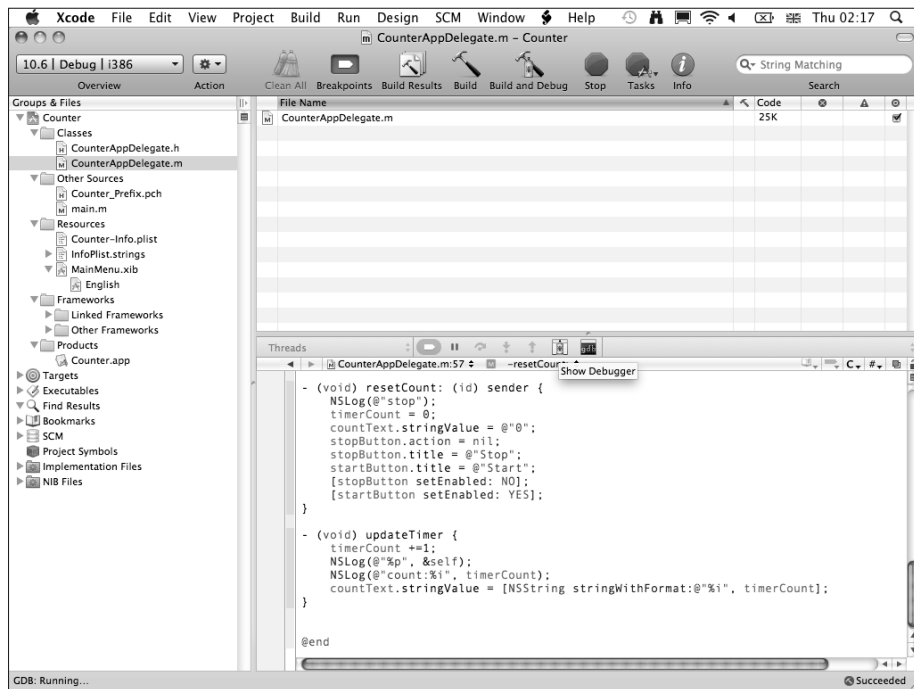 Xcode File Edit View Project Build Run Design SCM Window Help Thu 02:17
CounterAppDelegate.m – Counter
10.6 | Debug | i386
String Matching
Overview Action Clean All Breakpoints Build Results Build Build and Debug Stop Tasks Info Search
Groups & Files
File Name Code
Counter
CounterAppDelegate.m 25K
Classes
CounterAppDelegate.h
CounterAppDelegate.m
Other Sources
Counter_Prefix.pch
main.m
Resources
Counter-Info.plist
InfoPlist.strings
MainMenu.xib
English
Frameworks
Linked Frameworks
Other Frameworks
Products
Counter.app
Targets
Executables
Find Results
Bookmarks
SCM
Project Symbols
Implementation Files
NIB Files
Threads gdb
CounterAppDelegate.m:57 M C #
Show Debugger
- (void) resetCount: (id) sender {
NSLog(@"stop");
timerCount = 0;
countText.stringValue = @"0";
stopButton.action = nil;
stopButton.title = @"Stop";
startButton.title = @"Start";
[stopButton setEnabled: NO];
[startButton setEnabled: YES];
}
- (void) updateTimer {
timerCount +=1;
NSLog(@"%p", &self);
NSLog(@"count:%i", timerCount);
countText.stringValue = [NSString stringWithFormat:@"%i", timerCount];
}
@end
GDB: Running... Succeeded